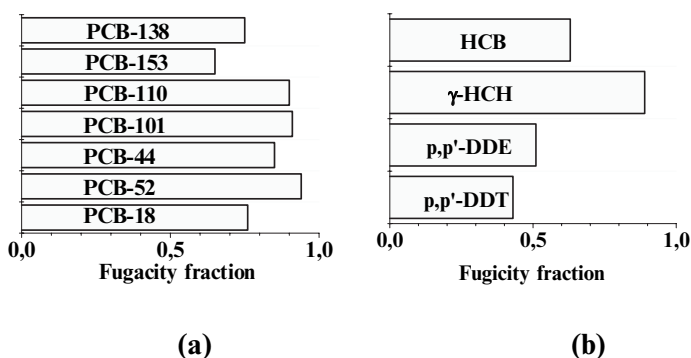 PCB-138
PCB-153
PCB-110
PCB-101
PCB-44
PCB-52
PCB-18
0,0 0,5 1,0
Fugacity fraction
(a)
HCB
γ-HCH
p,p'-DDE
p,p'-DDT
0,0 0,5 1,0
Fugicity fraction
(b)